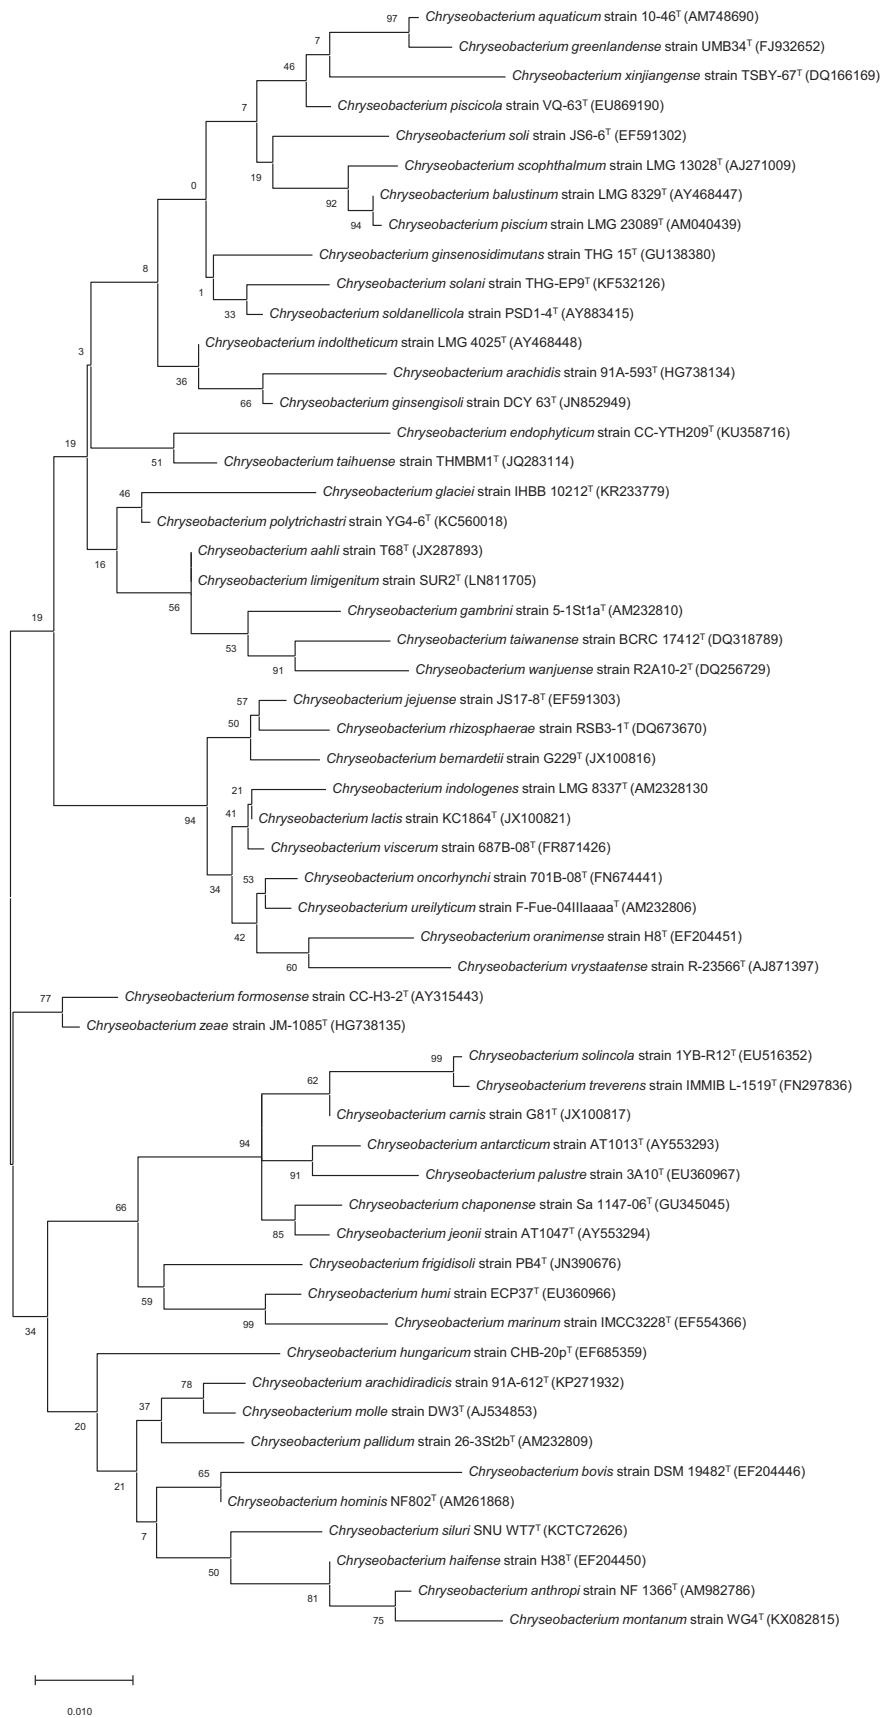 97
Chryseobacterium aquaticum strain 10-46T (AM748690)
7
Chryseobacterium greenlandense strain UMB34T (FJ932652)
46
Chryseobacterium xinjiangense strain TSBY-67T (DQ166169)
7
Chryseobacterium piscicola strain VQ-63T (EU869190)
Chryseobacterium soli strain JS6-6T (EF591302)
19
Chryseobacterium scophthalmum strain LMG 13028T (AJ271009)
0
92
Chryseobacterium balustinum strain LMG 8329T (AY468447)
94
Chryseobacterium piscium strain LMG 23089T (AM040439)
Chryseobacterium ginsenosidimutans strain THG 15T (GU138380)
8
1
Chryseobacterium solani strain THG-EP9T (KF532126)
33
Chryseobacterium soldanellicola strain PSD1-4T (AY883415)
Chryseobacterium indoltheticum strain LMG 4025T (AY468448)
3
36
Chryseobacterium arachidis strain 91A-593T (HG738134)
66
Chryseobacterium ginsengisoli strain DCY 63T (JN852949)
Chryseobacterium endophyticum strain CC-YTH209T (KU358716)
19
51
Chryseobacterium taihuense strain THMBM1T (JQ283114)
46
Chryseobacterium glaciei strain IHBB 10212T (KR233779)
Chryseobacterium polytrichastri strain YG4-6T (KC560018)
16
Chryseobacterium aahli strain T68T (JX287893)
Chryseobacterium limigenitum strain SUR2T (LN811705)
56
Chryseobacterium gambrini strain 5-1St1aT (AM232810)
19
53
Chryseobacterium taiwanense strain BCRC 17412T (DQ318789)
91
Chryseobacterium wanjuense strain R2A10-2T (DQ256729)
57
Chryseobacterium jejuense strain JS17-8T (EF591303)
50
Chryseobacterium rhizosphaerae strain RSB3-1T (DQ673670)
Chryseobacterium bernardetii strain G229T (JX100816)
21
Chryseobacterium indologenes strain LMG 8337T (AM2328130
94
41
Chryseobacterium lactis strain KC1864T (JX100821)
Chryseobacterium viscerum strain 687B-08T (FR871426)
34
53
Chryseobacterium oncorhynchi strain 701B-08T (FN674441)
Chryseobacterium ureilyticum strain F-Fue-04IIIaaaaT (AM232806)
42
Chryseobacterium oranimense strain H8T (EF204451)
60
Chryseobacterium vrystaatense strain R-23566T (AJ871397)
77
Chryseobacterium formosense strain CC-H3-2T (AY315443)
Chryseobacterium zeae strain JM-1085T (HG738135)
99
Chryseobacterium solincola strain 1YB-R12T (EU516352)
62
Chryseobacterium treverens strain IMMIB L-1519T (FN297836)
Chryseobacterium carnis strain G81T (JX100817)
94
Chryseobacterium antarcticum strain AT1013T (AY553293)
91
Chryseobacterium palustre strain 3A10T (EU360967)
66
Chryseobacterium chaponense strain Sa 1147-06T (GU345045)
85
Chryseobacterium jeonii strain AT1047T (AY553294)
Chryseobacterium frigidisoli strain PB4T (JN390676)
59
Chryseobacterium humi strain ECP37T (EU360966)
99
Chryseobacterium marinum strain IMCC3228T (EF554366)
34
Chryseobacterium hungaricum strain CHB-20pT (EF685359)
78
Chryseobacterium arachidiradicis strain 91A-612T (KP271932)
37
Chryseobacterium molle strain DW3T (AJ534853)
20
Chryseobacterium pallidum strain 26-3St2bT (AM232809)
65
Chryseobacterium bovis strain DSM 19482T (EF204446)
21
Chryseobacterium hominis NF802T (AM261868)
7
Chryseobacterium siluri SNU WT7T (KCTC72626)
50
Chryseobacterium haifense strain H38T (EF204450)
81
Chryseobacterium anthropi strain NF 1366T (AM982786)
75
Chryseobacterium montanum strain WG4T (KX082815)
0.010